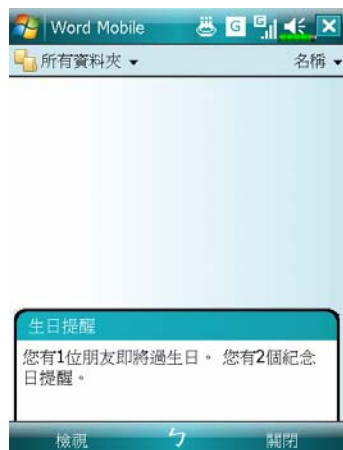 Word Mobile
所有資料夾 名稱
生日提醒
您有1位朋友即將過生日。 您有2個紀念
日提醒。
檢視 ㄅ 關閉